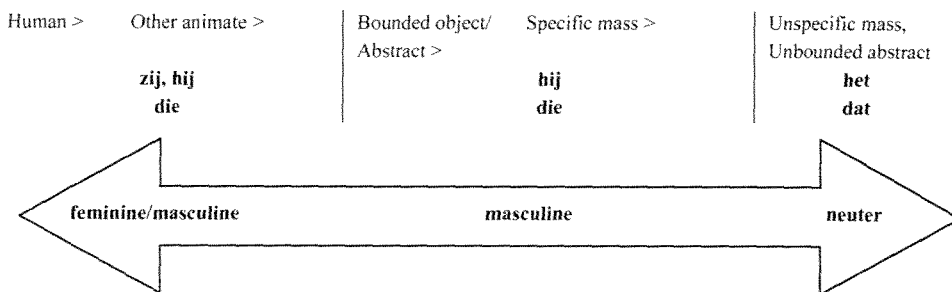 Human > Other animate > Bounded object/ Specific mass > Unspecific mass,
Abstract > Unbounded abstract
zij, hij hij het
die die dat
feminine/masculine masculine neuter